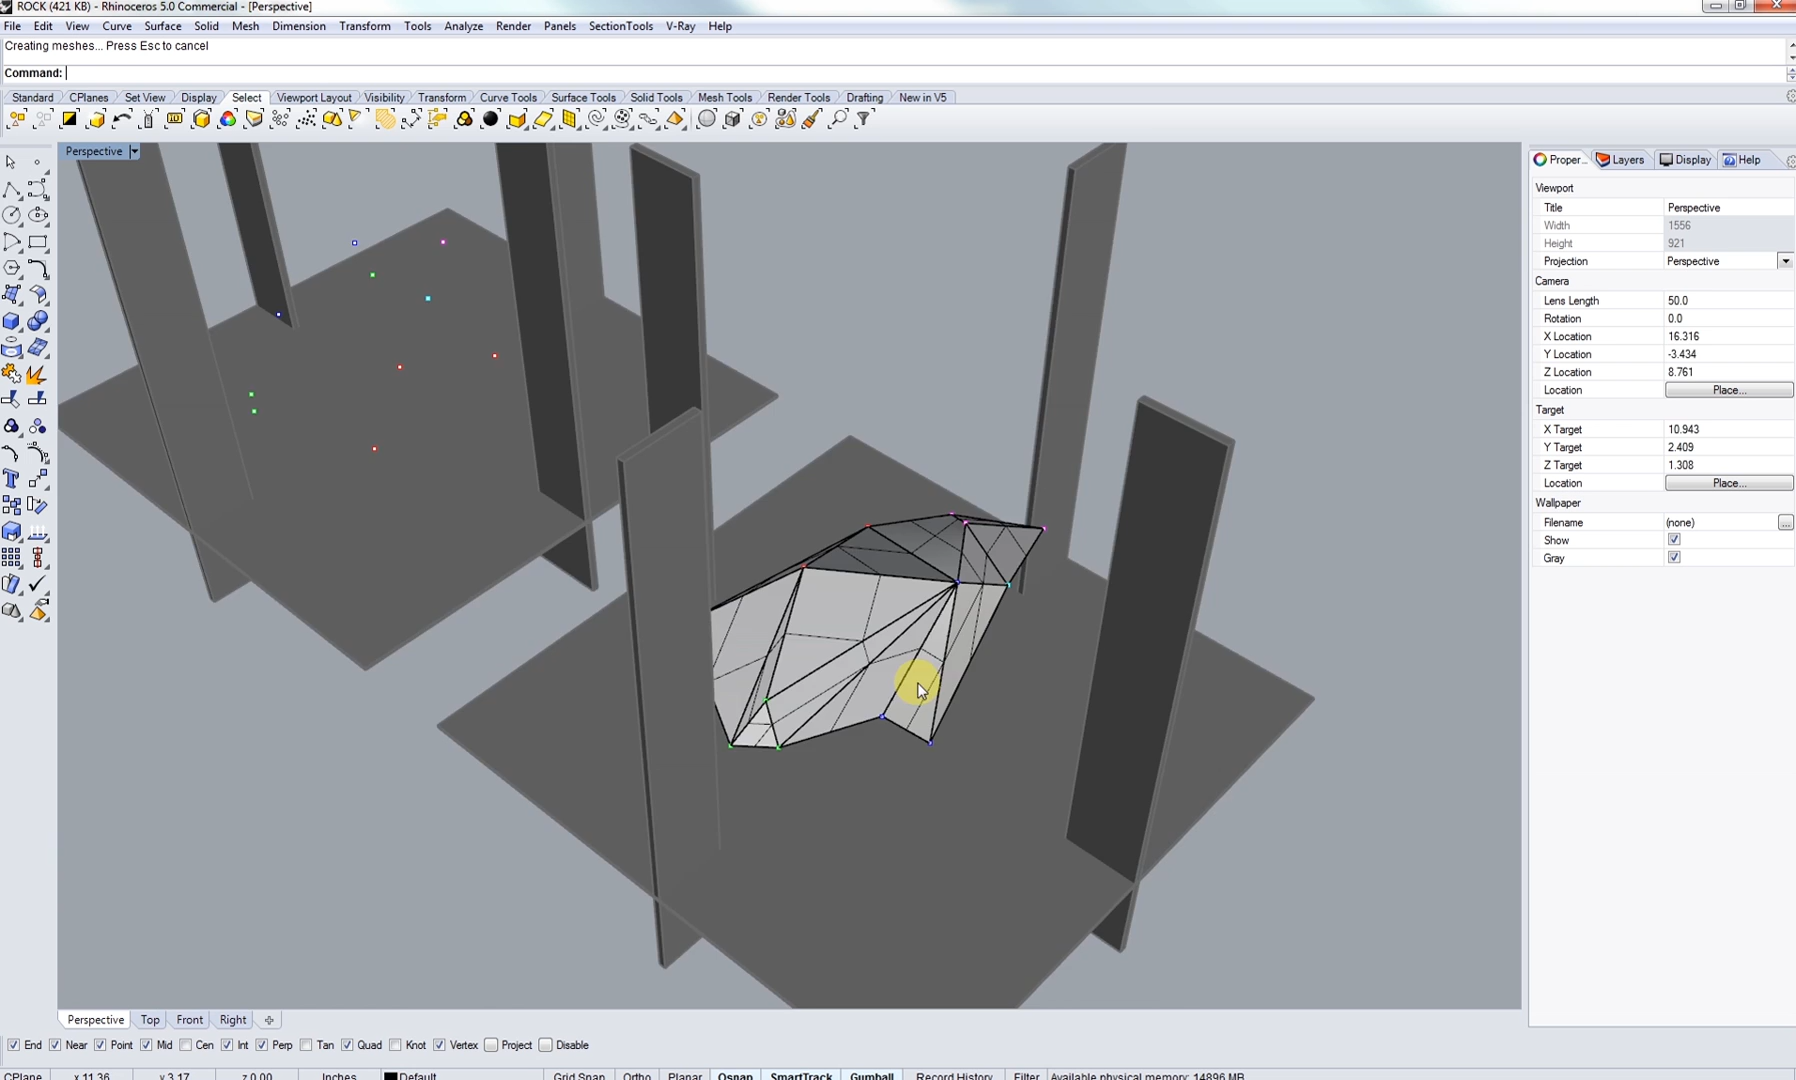 ROCK (421 KB) - Rhinoceros 5.0 Commercial - [Perspective]
File Edit View Curve Surface Solid Mesh Dimension Transform Tools Analyze Render Panels SectionTools V-Ray Help
Creating meshes... Press Esc to cancel
Command:
Standard CPlanes Set View Display Select Viewport Layout Visibility Transform Curve Tools Surface Tools Solid Tools Mesh Tools Render Tools Drafting New in V5
Perspective
Proper... Layers Display Help
Viewport
Title Perspective
Width 1556
Height 921
Projection Perspective
Camera
Lens Length 50.0
Rotation 0.0
X Location 16.316
Y Location -3.434
Z Location 8.761
Location Place...
Target
X Target 10.943
Y Target 2.409
Z Target 1.308
Location Place...
Wallpaper
Filename (none) ...
Show
Gray
Perspective Top Front Right
End Near Point Mid Cen Int Perp Tan Quad Knot Vertex Project Disable
CPlane x 11.36 y 3.17 z 0.00 Inches Default Grid Snap Ortho Planar Osnap SmartTrack Gumball Record History Filter Available physical memory: 14896 MB